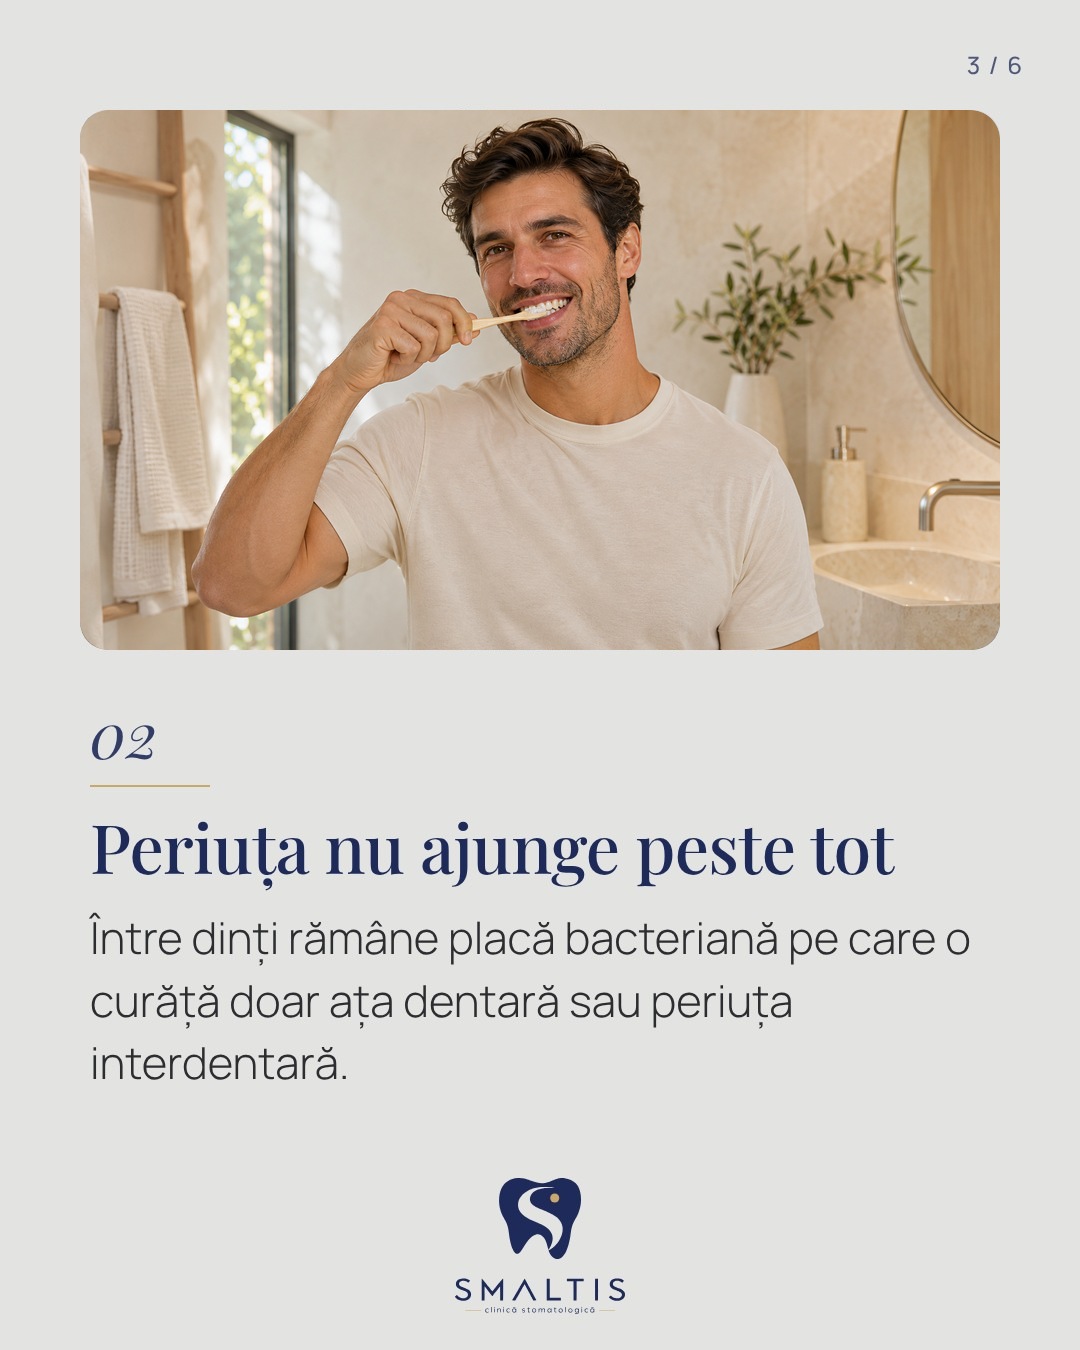 3 / 6
02
Periuța nu ajunge peste tot
Între dinți rămâne placă bacteriană pe care o
curăță doar ața dentară sau periuța
interdentară.
SMALTIS
clinică stomatologică